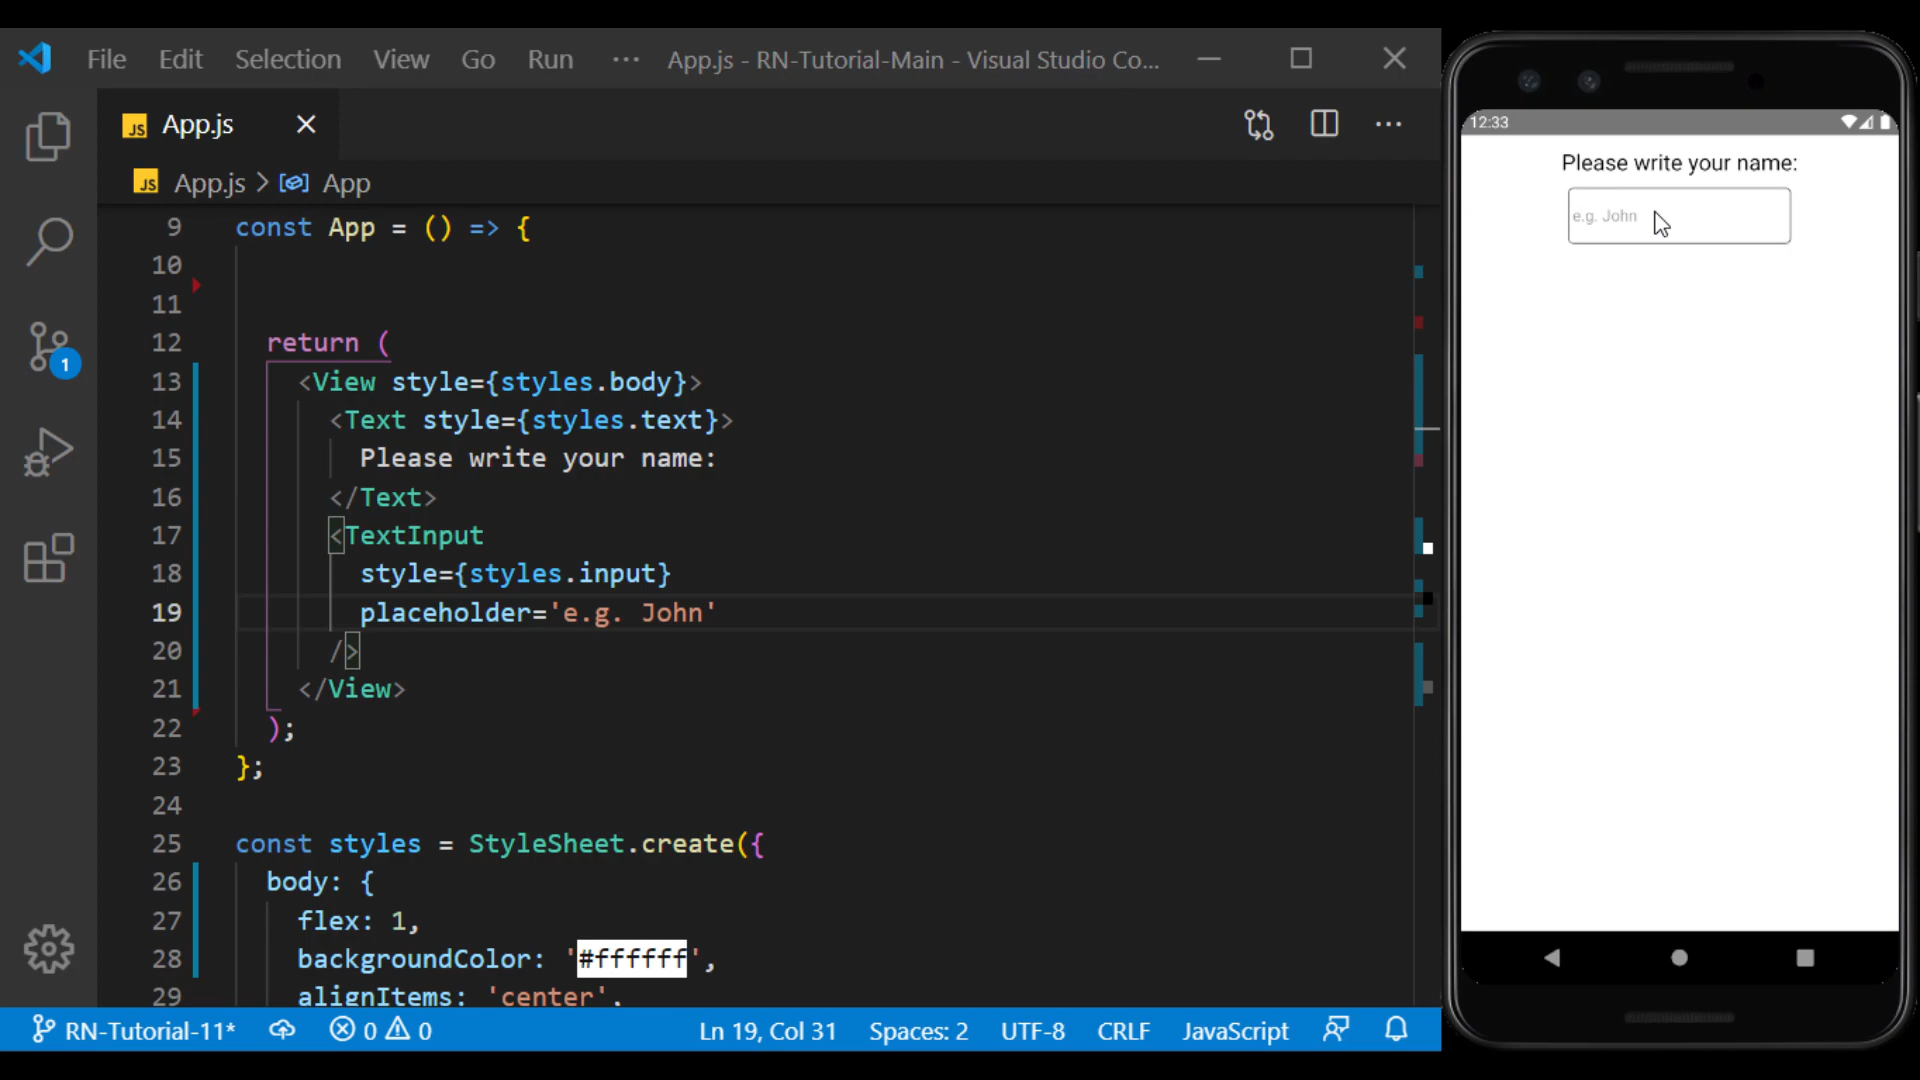 File Edit Selection View Go Run ··· App.js - RN-Tutorial-Main - Visual Studio Co...
JS App.js
JS App.js > App
9 const App = () => {
10
11
12 return (
13 <View style={styles.body}>
14 <Text style={styles.text}>
15 Please write your name:
16 </Text>
17 <TextInput
18 style={styles.input}
19 placeholder='e.g. John'
20 />
21 </View>
22 );
23 };
24
25 const styles = StyleSheet.create({
26 body: {
27 flex: 1,
28 backgroundColor: '#ffffff',
29 alignItems: 'center',
1
RN-Tutorial-11* 0 0 Ln 19, Col 31 Spaces: 2 UTF-8 CRLF JavaScript
12:33
Please write your name:
e.g. John